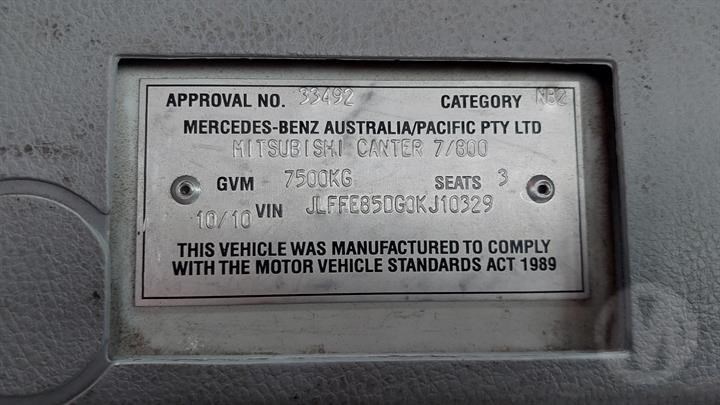 APPROVAL NO. 33492 CATEGORY NB2
MERCEDES-BENZ AUSTRALIA/PACIFIC PTY LTD
MITSUBISHI CANTER 7/800
GVM 7500KG SEATS 3
10/10 VIN JLFFE85DG0KJ10329
THIS VEHICLE WAS MANUFACTURED TO COMPLY
WITH THE MOTOR VEHICLE STANDARDS ACT 1989
M